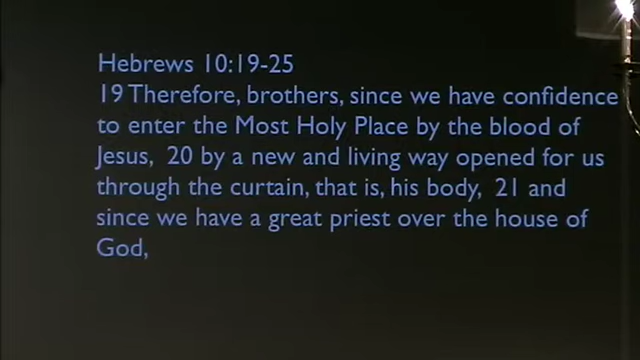 Hebrews 10:19-25
19 Therefore, brothers, since we have confidence
to enter the Most Holy Place by the blood of
Jesus,  20 by a new and living way opened for us
through the curtain, that is, his body,  21 and
since we have a great priest over the house of
God,